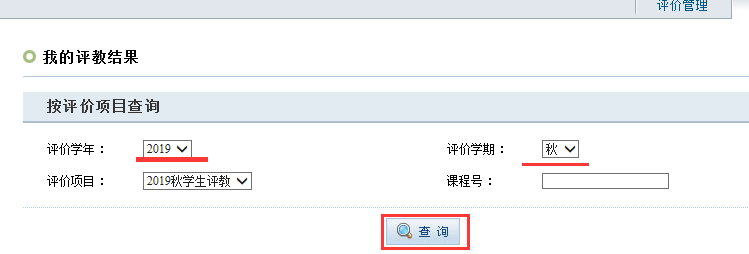 评价管理
我的评教结果
按评价项目查询
评价学年： 2019 评价学期： 秋
评价项目： 2019秋学生评教 课程号：
查 询